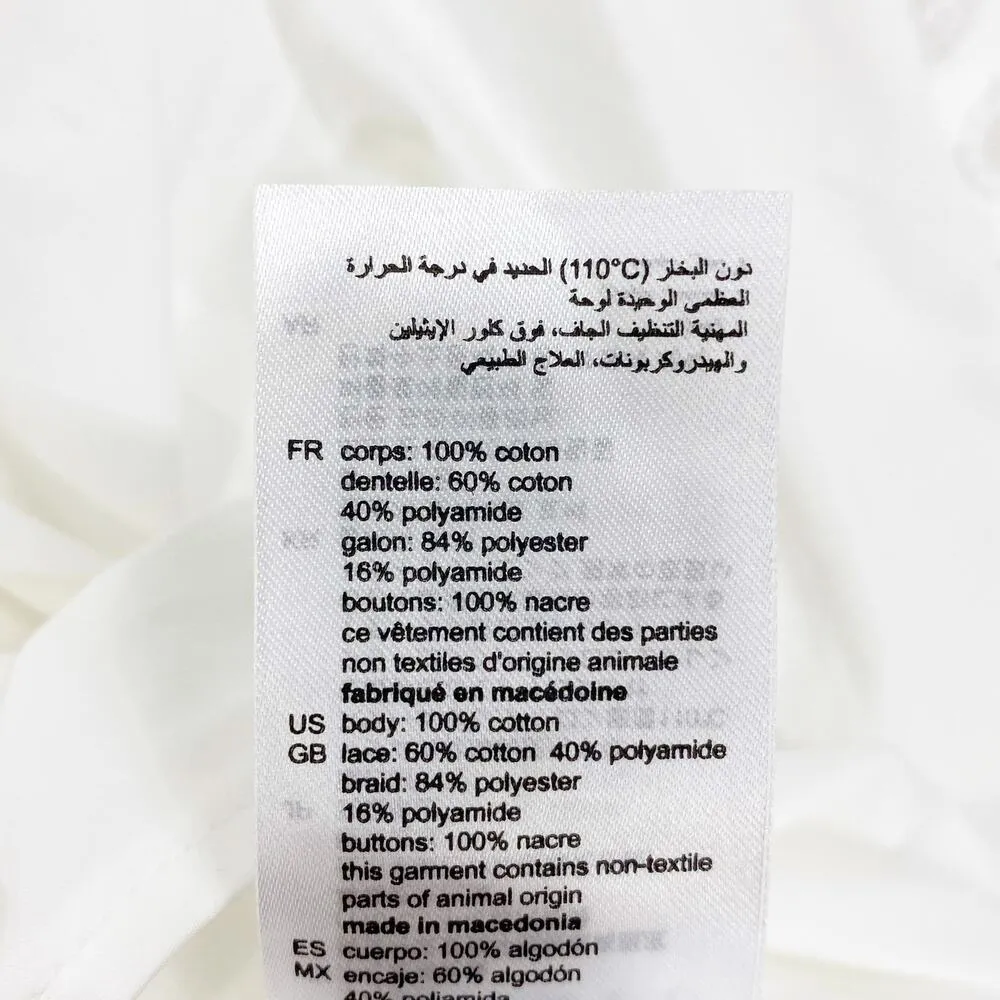 دون البخار (110°C) الحديد في درجة الحرارة
العظمى الوحيدة لوحة
المهنية التنظيف الجاف، فوق كلور الإيثيلين
والهيدروكربونات، العلاج الطبيعي
FR corps: 100% coton
dentelle: 60% coton
40% polyamide
galon: 84% polyester
16% polyamide
boutons: 100% nacre
ce vêtement contient des parties
non textiles d'origine animale
fabriqué en macédoine
US body: 100% cotton
GB lace: 60% cotton 40% polyamide
braid: 84% polyester
16% polyamide
buttons: 100% nacre
this garment contains non-textile
parts of animal origin
made in macedonia
ES cuerpo: 100% algodón
MX encaje: 60% algodón
40% poliamida